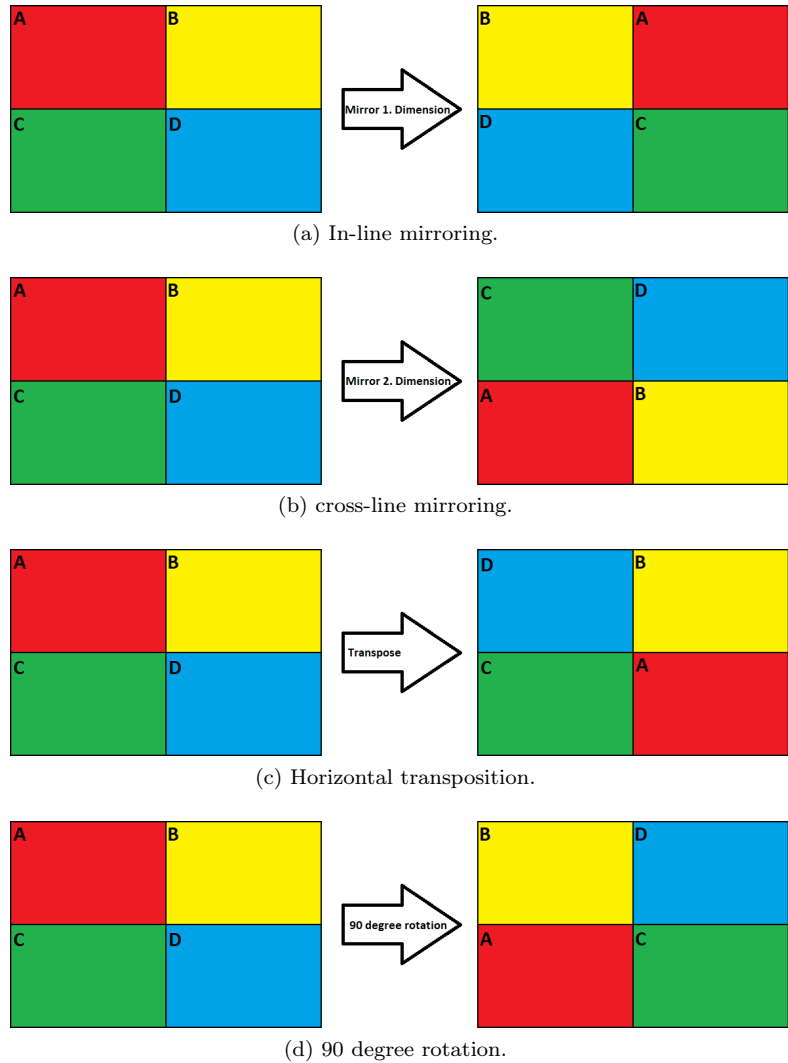 A B B A
Mirror 1. Dimension
C D D C
(a) In-line mirroring.
A B C D
Mirror 2. Dimension
C D A B
(b) cross-line mirroring.
A B D B
Transpose
C D C A
(c) Horizontal transposition.
A B B D
90 degree rotation
C D A C
(d) 90 degree rotation.